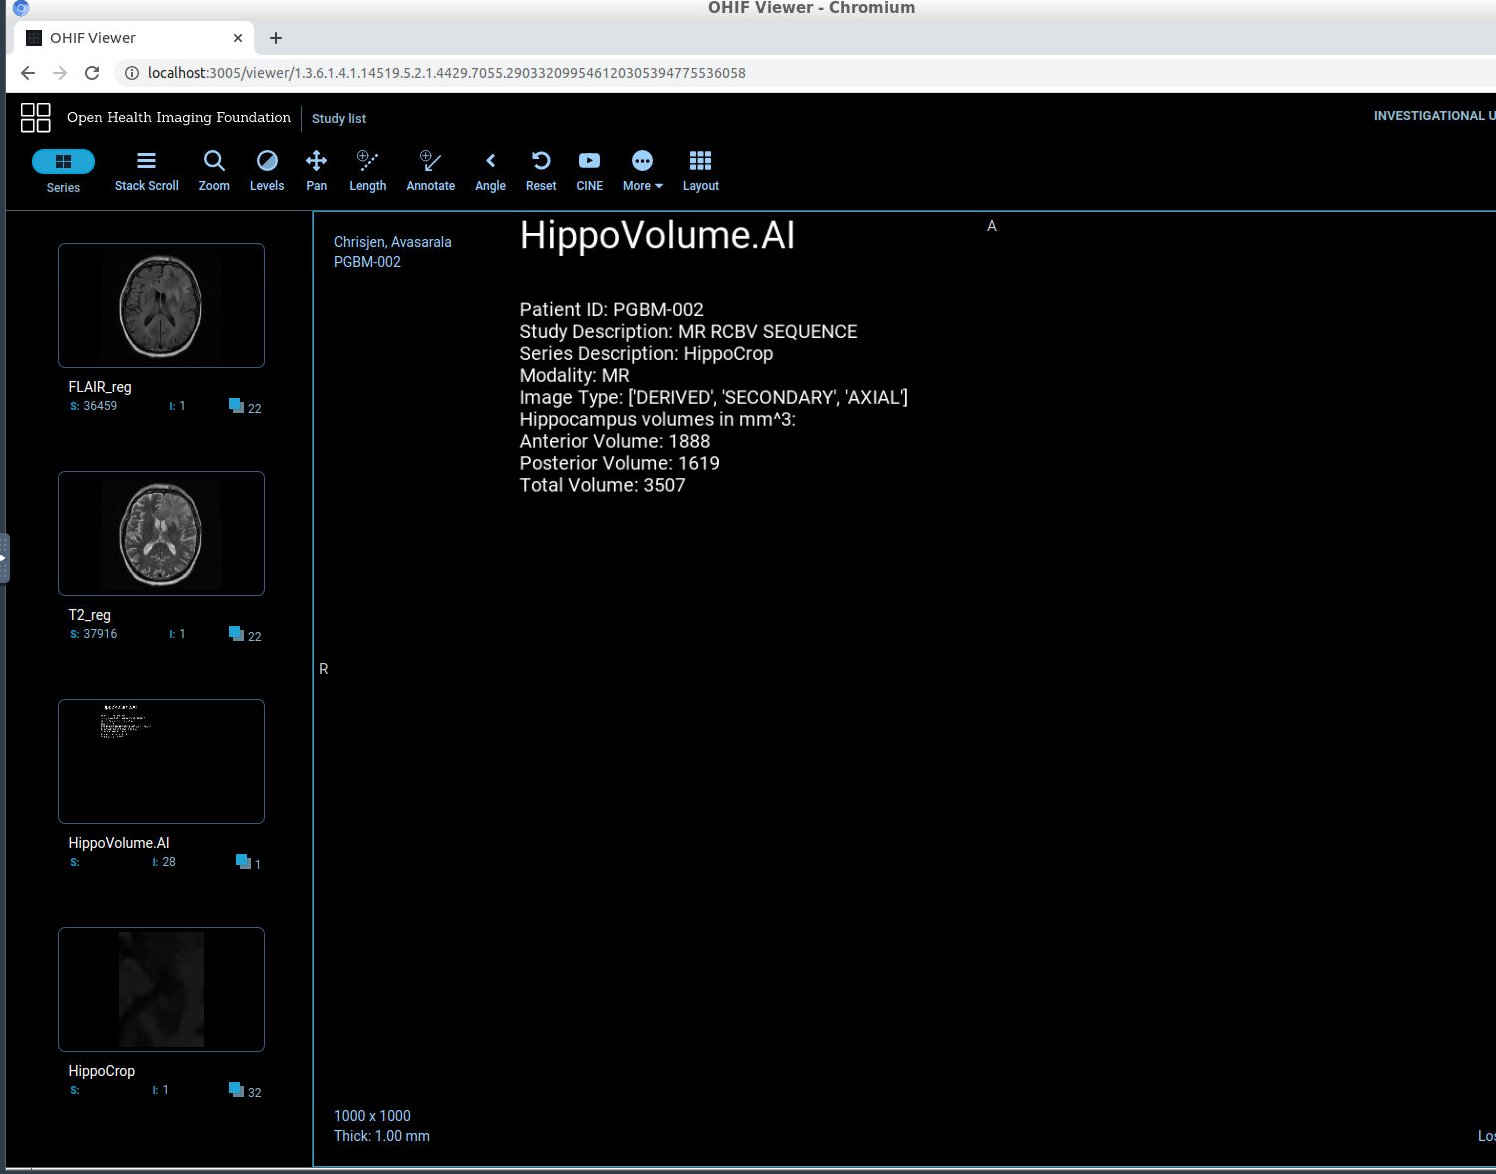 OHIF Viewer - Chromium
OHIF Viewer
localhost:3005/viewer/1.3.6.1.4.1.14519.5.2.1.4429.7055.290332099546120305394775536058
Open Health Imaging Foundation
Study list
INVESTIGATIONAL U
Series
Stack Scroll
Zoom
Levels
Pan
Length
Annotate
Angle
Reset
CINE
More
Layout
FLAIR_reg
S: 36459 I: 1 22
T2_reg
S: 37916 I: 1 22
HippoVolume.AI
S: I: 28 1
HippoCrop
S: I: 1 32
Chrisjen, Avasarala
PGBM-002
HippoVolume.AI
A
Patient ID: PGBM-002
Study Description: MR RCBV SEQUENCE
Series Description: HippoCrop
Modality: MR
Image Type: ['DERIVED', 'SECONDARY', 'AXIAL']
Hippocampus volumes in mm^3:
Anterior Volume: 1888
Posterior Volume: 1619
Total Volume: 3507
R
1000 x 1000
Thick: 1.00 mm
Los